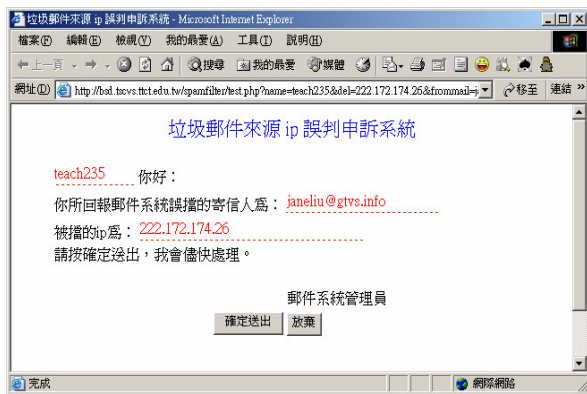 垃圾郵件來源 ip 誤判申訴系統 - Microsoft Internet Explorer
檔案(F) 編輯(E) 檢視(V) 我的最愛(A) 工具(T) 說明(H)
上一頁 搜尋 我的最愛 媒體
網址(D) http://bsd.tscvs.ttct.edu.tw/spamfilter/test.php?name=teach235&del=222.172.174.26&frommail=j 移至 連結 »
垃圾郵件來源 ip 誤判申訴系統
teach235 你好：
你所回報郵件系統誤擋的寄信人為： janeliu@gtvs.info
被擋的ip為： 222.172.174.26
請按確定送出，我會儘快處理。
郵件系統管理員
確定送出 放棄
完成 網際網路